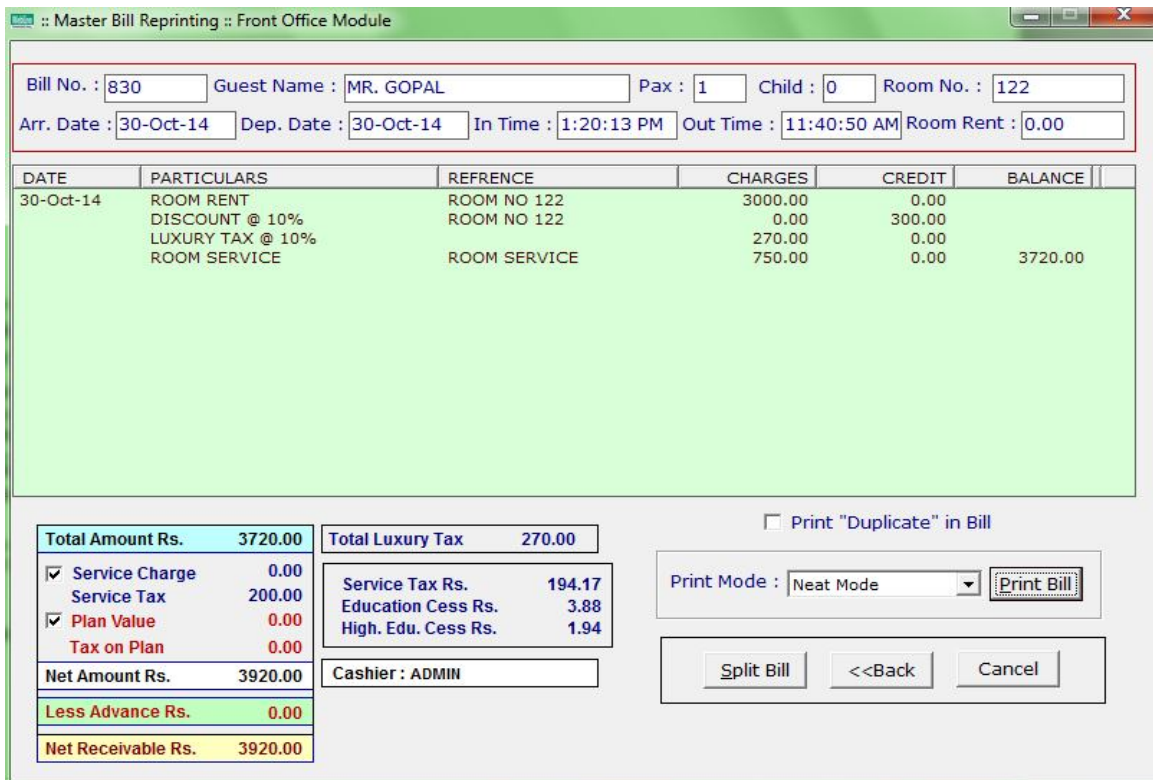 :: Master Bill Reprinting :: Front Office Module
Bill No. : 830 Guest Name : MR. GOPAL Pax : 1 Child : 0 Room No. : 122
Arr. Date : 30-Oct-14 Dep. Date : 30-Oct-14 In Time : 1:20:13 PM Out Time : 11:40:50 AM Room Rent : 0.00
DATE PARTICULARS REFRENCE CHARGES CREDIT BALANCE
30-Oct-14 ROOM RENT ROOM NO 122 3000.00 0.00
DISCOUNT @ 10% ROOM NO 122 0.00 300.00
LUXURY TAX @ 10% 270.00 0.00
ROOM SERVICE ROOM SERVICE 750.00 0.00 3720.00
Total Amount Rs. 3720.00
Service Charge 0.00
Service Tax 200.00
Plan Value 0.00
Tax on Plan 0.00
Net Amount Rs. 3920.00
Less Advance Rs. 0.00
Net Receivable Rs. 3920.00
Total Luxury Tax 270.00
Service Tax Rs. 194.17
Education Cess Rs. 3.88
High. Edu. Cess Rs. 1.94
Cashier : ADMIN
Print "Duplicate" in Bill
Print Mode : Neat Mode Print Bill
Split Bill <<Back Cancel